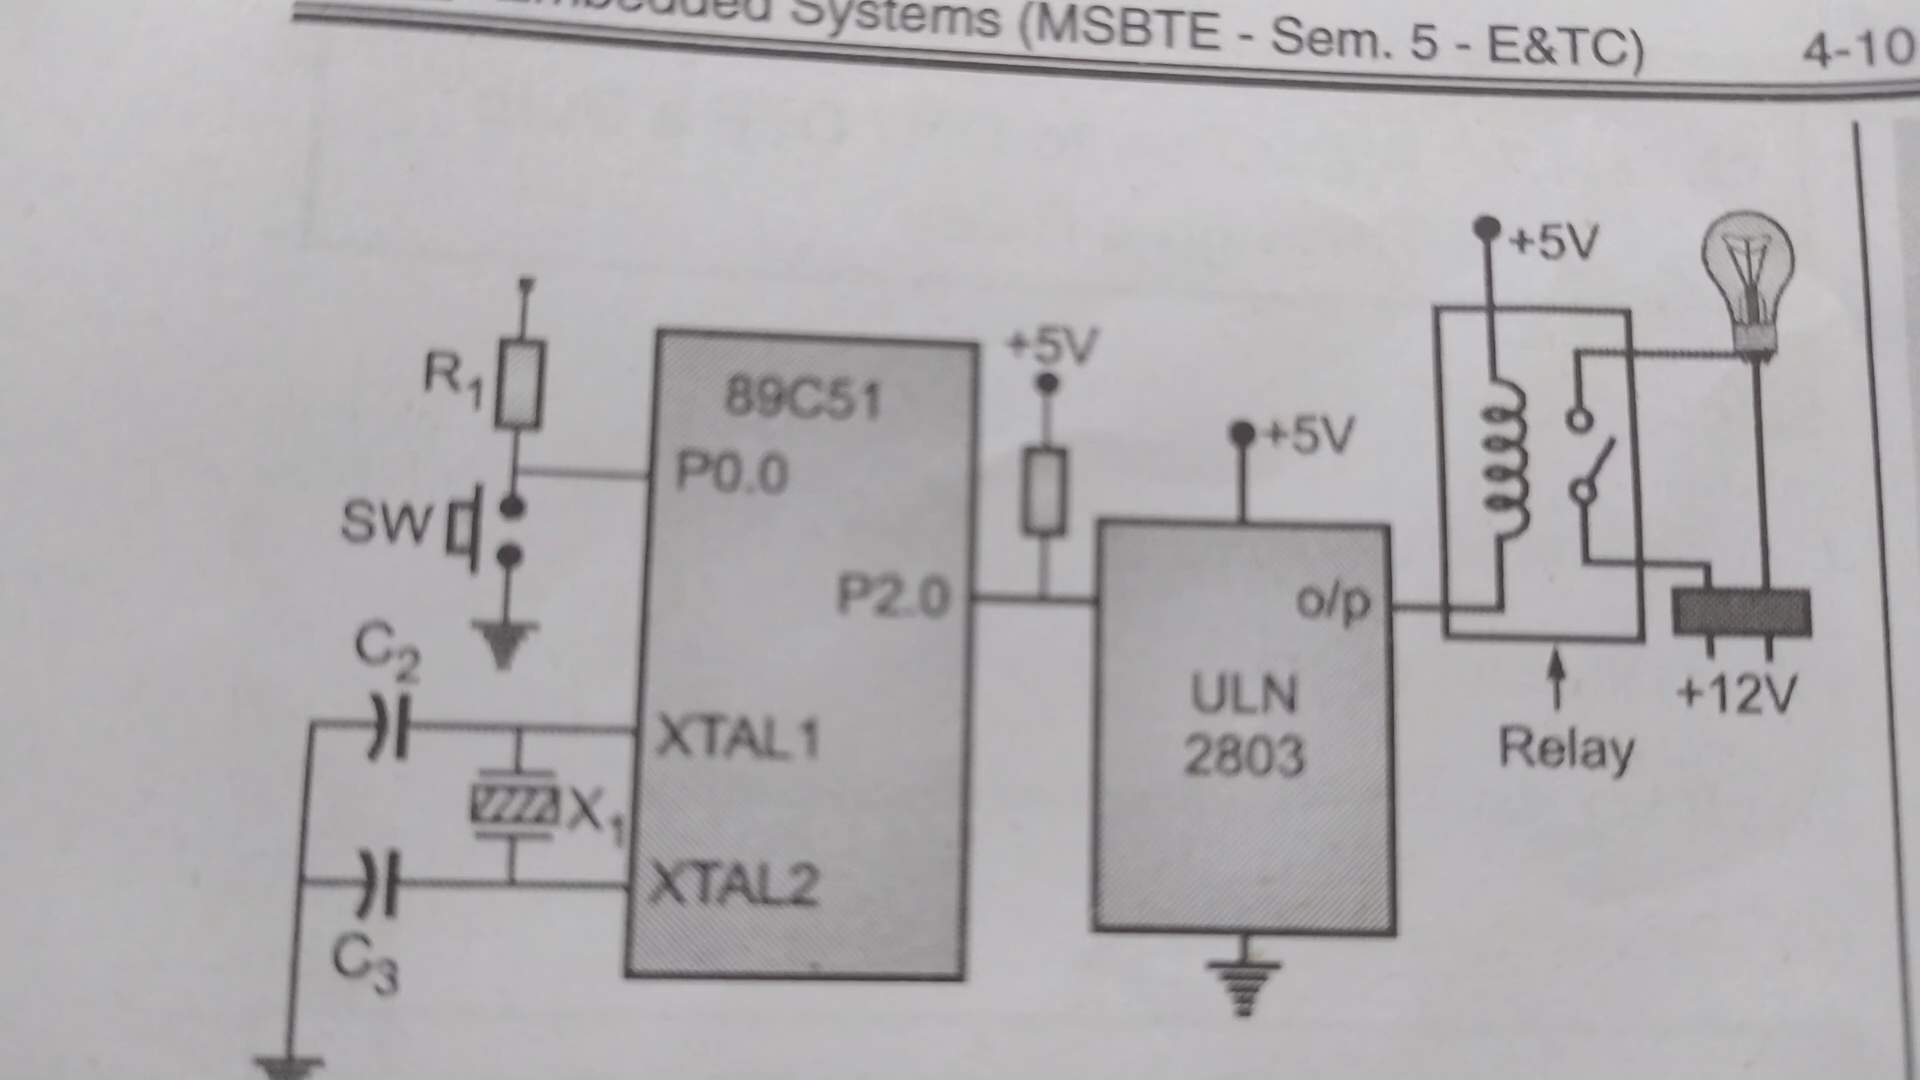 Embedded Systems (MSBTE - Sem. 5 - E&TC) 4-10
+5V
R1
+5V
89C51
+5V
P0.0
SW
P2.0
o/p
C2
ULN
2803
+12V
XTAL1
Relay
X1
XTAL2
C3